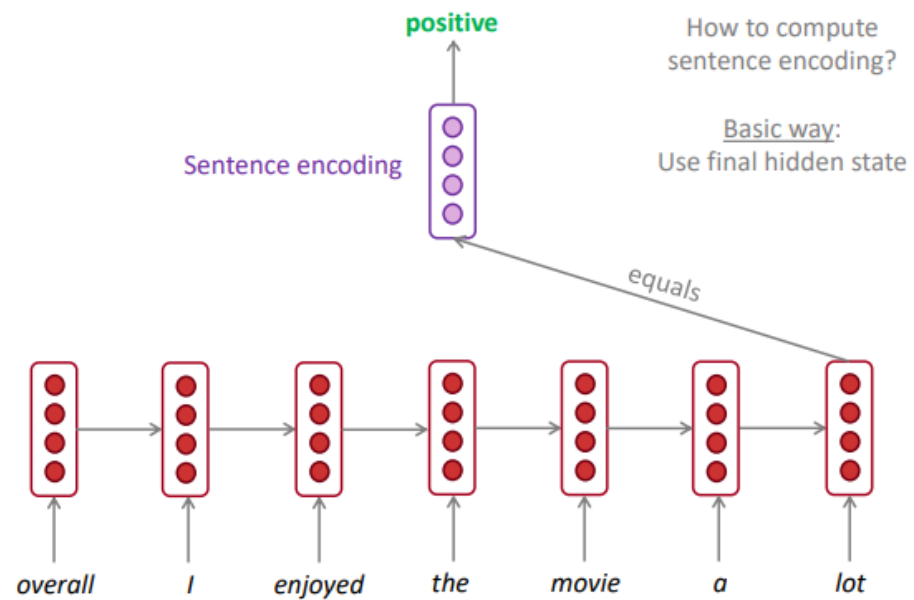 positive
How to compute
sentence encoding?
Basic way:
Use final hidden state
Sentence encoding
equals
overall I enjoyed the movie a lot